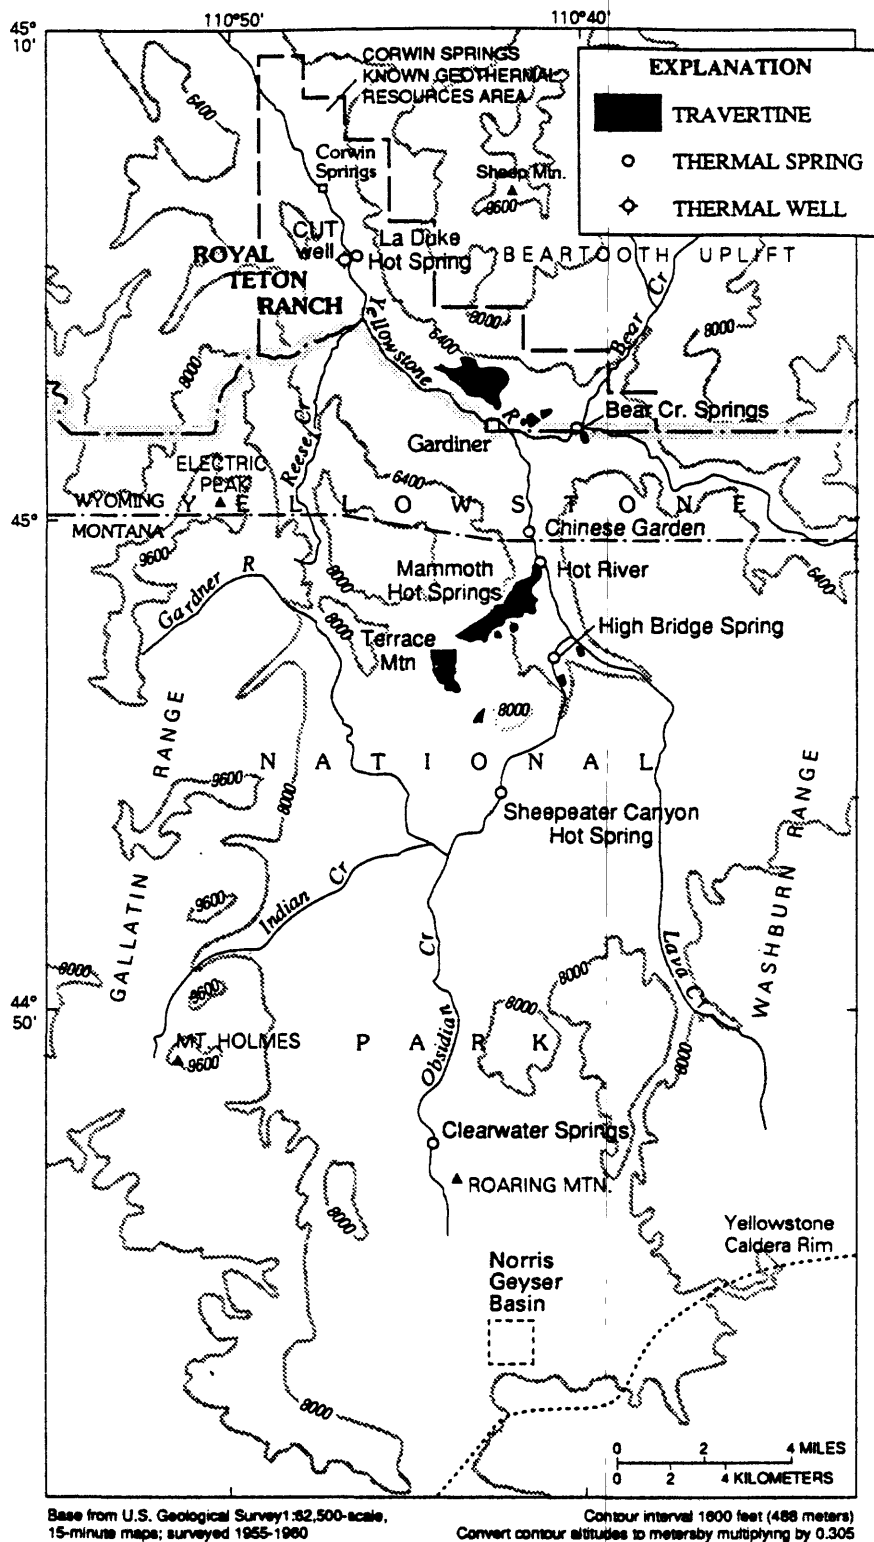 110°50'
110°40'
45°
10'
CORWIN SPRINGS
KNOWN GEOTHERMAL
RESOURCES AREA
EXPLANATION
TRAVERTINE
THERMAL SPRING
THERMAL WELL
6400
Corwin
Springs
Sheep Mtn.
9600
CUT
well
La Duke
Hot Spring
BEARTOOTH UPLIFT
ROYAL
TETON
RANCH
Yellowstone
R
6400
8000
Bear
Cr
8000
8000
Bear Cr. Springs
Gardiner
Reese Cr
ELECTRIC
PEAK
6400
WYOMING
YELLOWSTONE
45°
MONTANA
9600
Chinese Garden
8000
Mammoth
Hot Springs
Hot River
6400
Gardner R
8000
Terrace
Mtn
High Bridge Spring
8000
GALLATIN RANGE
NATIONAL
9600
8000
Sheepeater Canyon
Hot Spring
WASHBURN RANGE
9600
Indian Cr
Obsidian Cr
Lava Cr
8000
9600
8000
8000
44°
50'
MT. HOLMES
9600
PARK
8000
Clearwater Springs
ROARING MTN.
8000
Yellowstone
Caldera Rim
Norris
Geyser
Basin
8000
0 2 4 MILES
0 2 4 KILOMETERS
Base from U.S. Geological Survey1:62,500-scale,
15-minute maps; surveyed 1955-1960
Contour interval 1600 feet (488 meters)
Convert contour altitudes to metersby multiplying by 0.305